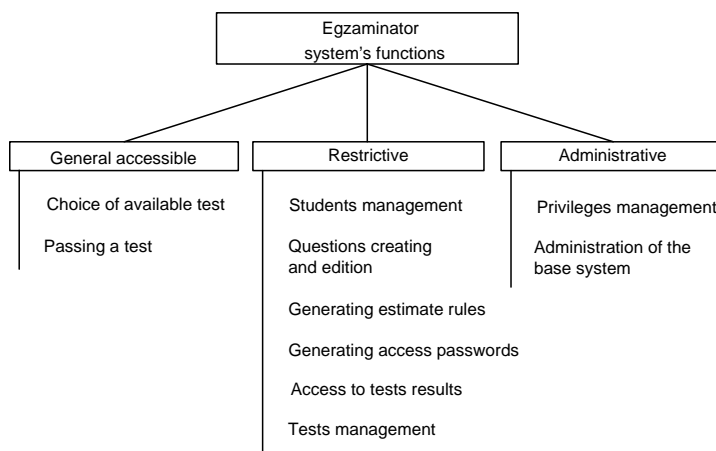 Egzaminator
system's functions
General accessible
Choice of available test
Passing a test
Restrictive
Students management
Questions creating
and edition
Generating estimate rules
Generating access passwords
Access to tests results
Tests management
Administrative
Privileges management
Administration of the
base system